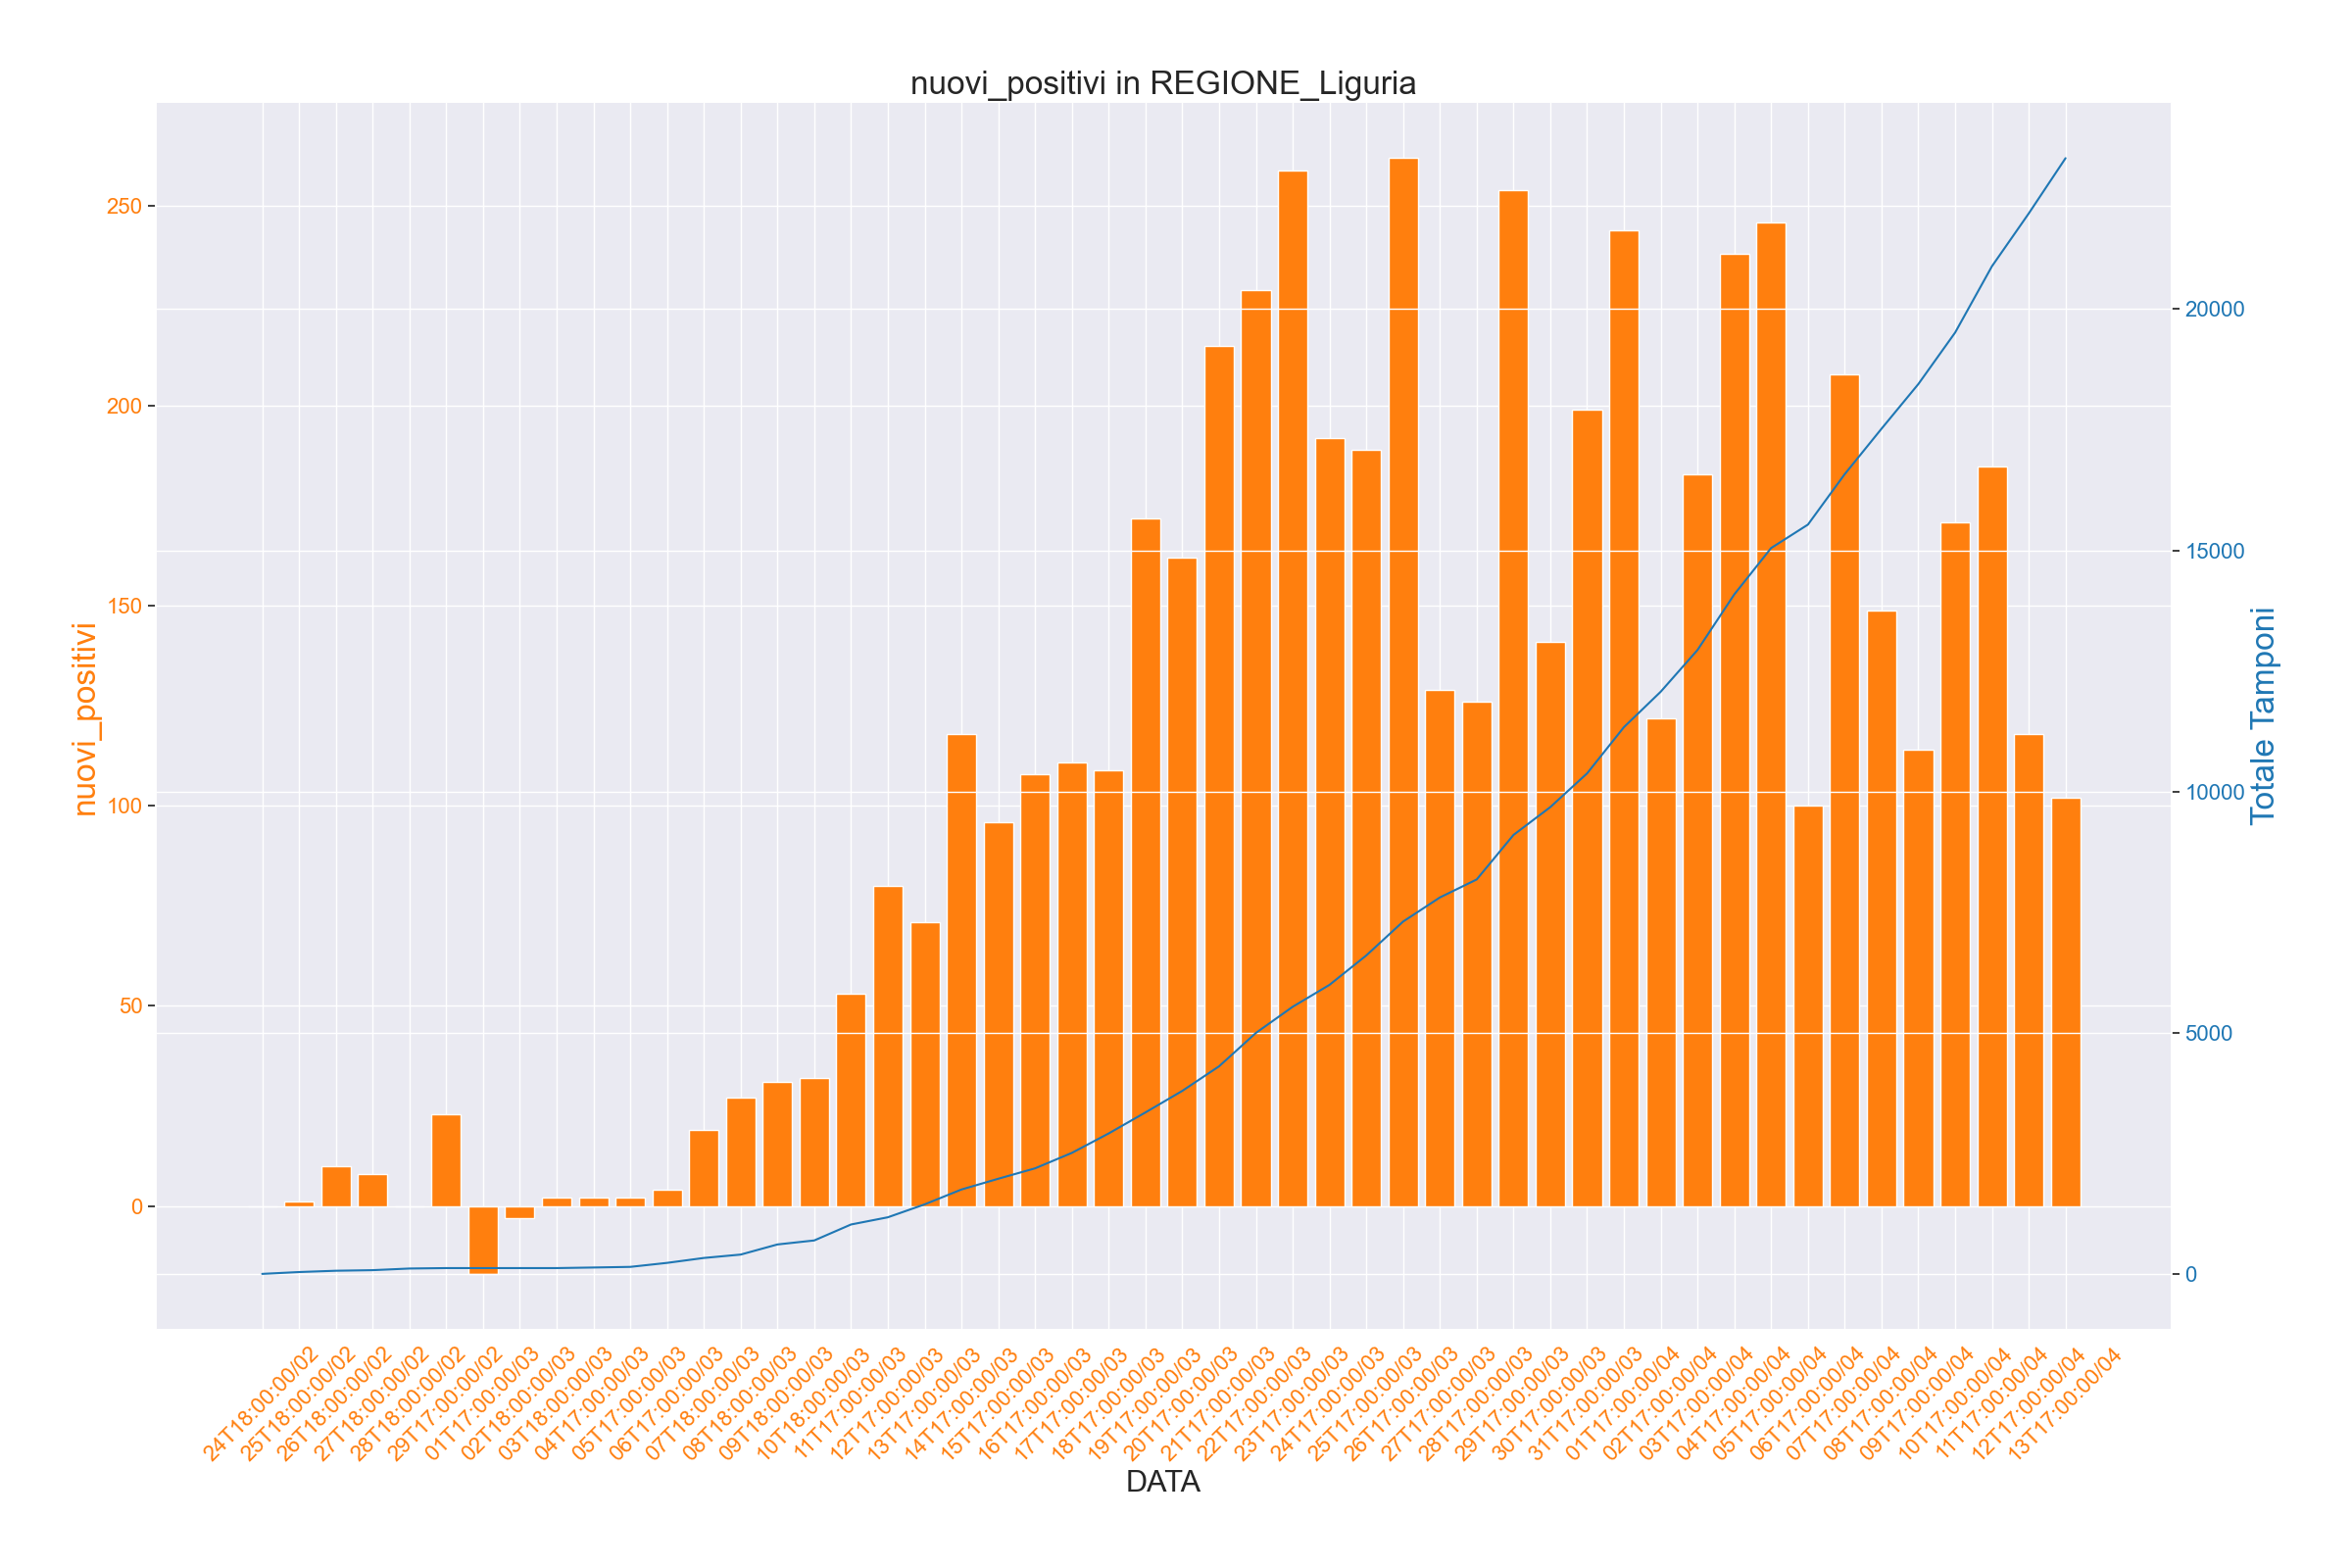 nuovi_positivi in REGIONE_Liguria
nuovi_positivi
250
200
150
100
50
0
Totale Tamponi
20000
15000
10000
5000
0
24T18:00:00/02
25T18:00:00/02
26T18:00:00/02
27T18:00:00/02
28T18:00:00/02
29T17:00:00/02
01T17:00:00/03
02T18:00:00/03
03T18:00:00/03
04T17:00:00/03
05T17:00:00/03
06T17:00:00/03
07T18:00:00/03
08T18:00:00/03
09T18:00:00/03
10T18:00:00/03
11T17:00:00/03
12T17:00:00/03
13T17:00:00/03
14T17:00:00/03
15T17:00:00/03
16T17:00:00/03
17T17:00:00/03
18T17:00:00/03
19T17:00:00/03
20T17:00:00/03
21T17:00:00/03
22T17:00:00/03
23T17:00:00/03
24T17:00:00/03
25T17:00:00/03
26T17:00:00/03
27T17:00:00/03
28T17:00:00/03
29T17:00:00/03
30T17:00:00/03
31T17:00:00/03
01T17:00:00/04
02T17:00:00/04
03T17:00:00/04
04T17:00:00/04
05T17:00:00/04
06T17:00:00/04
07T17:00:00/04
08T17:00:00/04
09T17:00:00/04
10T17:00:00/04
11T17:00:00/04
12T17:00:00/04
13T17:00:00/04
DATA